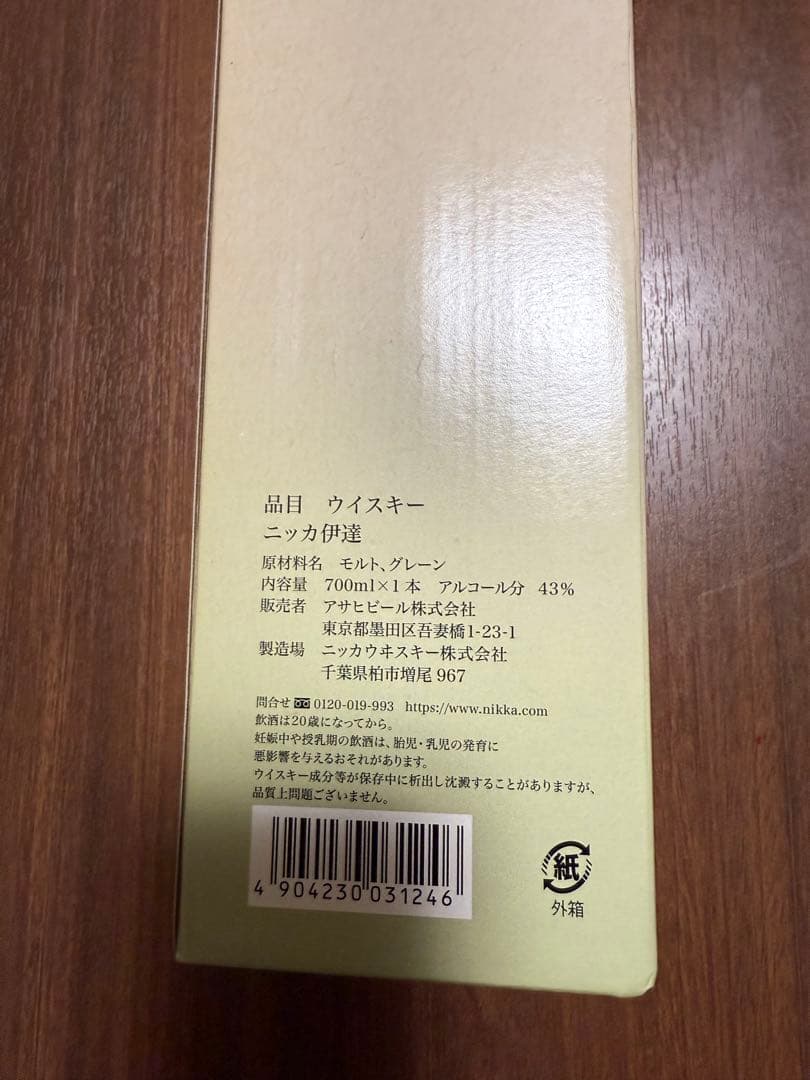 品目　ウイスキー
ニッカ伊達
原材料名　モルト、グレーン
内容量　700ml×1本　アルコール分　43%
販売者　アサヒビール株式会社
東京都墨田区吾妻橋1-23-1
製造場　ニッカウヰスキー株式会社
千葉県柏市増尾967
問合せ 0120-019-993 https://www.nikka.com
飲酒は20歳になってから。
妊娠中や授乳期の飲酒は、胎児・乳児の発育に
悪影響を与えるおそれがあります。
ウイスキー成分等が保存中に析出し沈澱することがありますが、
品質上問題ございません。
4 904230 031246
紙
外箱